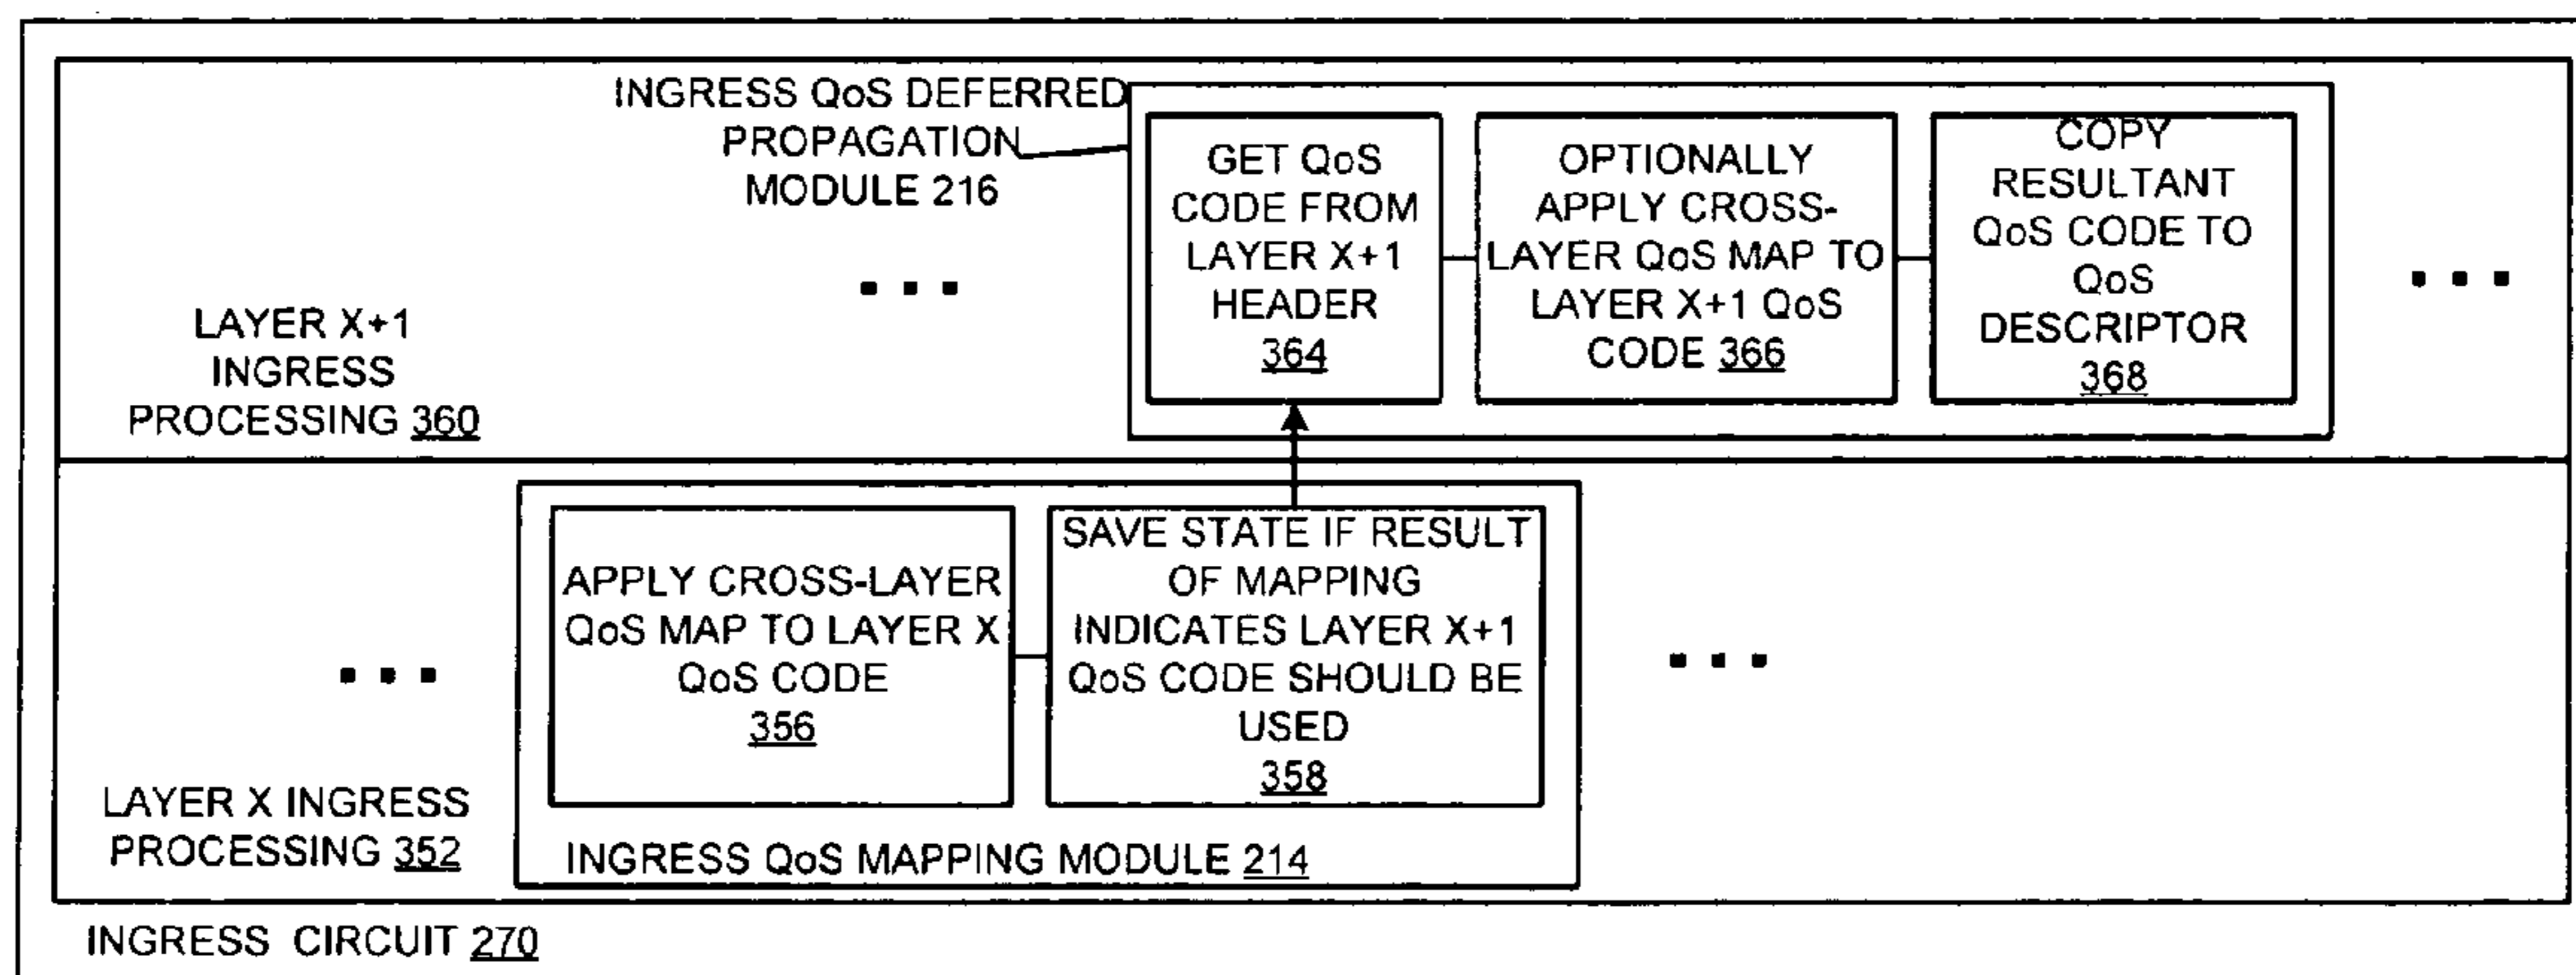 INGRESS QoS DEFERRED
PROPAGATION
MODULE 216
GET QoS
CODE FROM
LAYER X+1
HEADER
364
OPTIONALLY
APPLY CROSS-
LAYER QoS MAP TO
LAYER X+1 QoS
CODE 366
COPY
RESULTANT
QoS CODE TO
QoS
DESCRIPTOR
368
LAYER X+1
INGRESS
PROCESSING 360
APPLY CROSS-LAYER
QoS MAP TO LAYER X
QoS CODE
356
SAVE STATE IF RESULT
OF MAPPING
INDICATES LAYER X+1
QoS CODE SHOULD BE
USED
358
LAYER X INGRESS
PROCESSING 352
INGRESS QoS MAPPING MODULE 214
INGRESS CIRCUIT 270